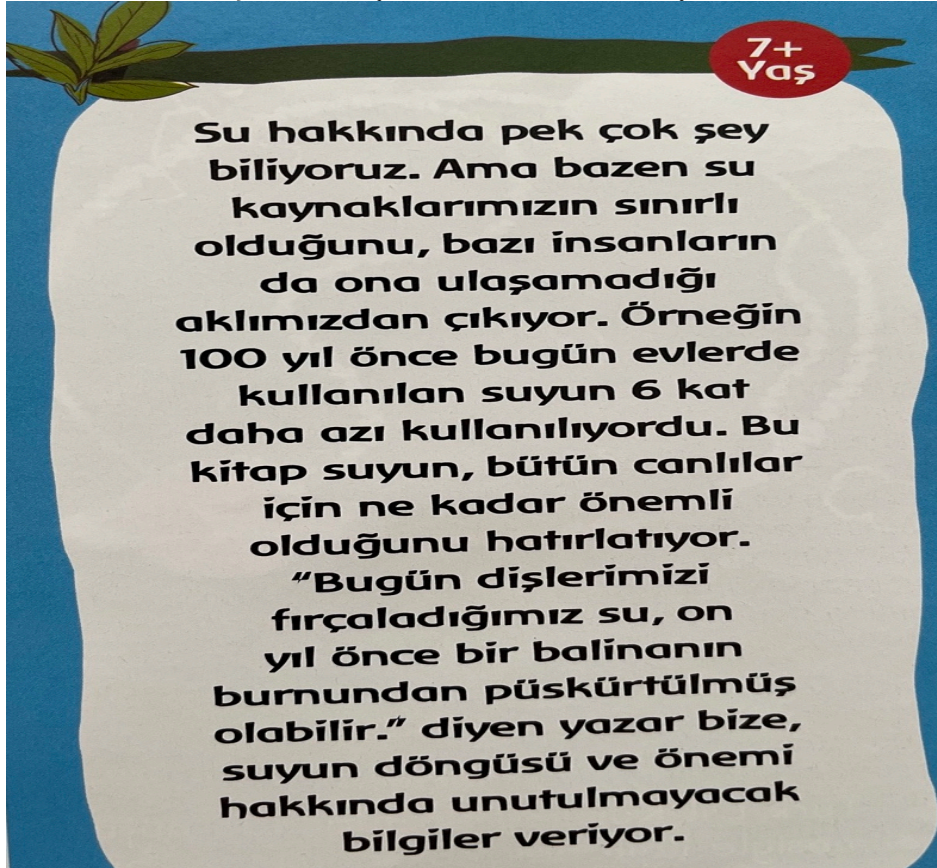 7+
Yaş
Su hakkında pek çok şey
biliyoruz. Ama bazen su
kaynaklarımızın sınırlı
olduğunu, bazı insanların
da ona ulaşamadığı
aklımızdan çıkıyor. Örneğin
100 yıl önce bugün evlerde
kullanılan suyun 6 kat
daha azı kullanılıyordu. Bu
kitap suyun, bütün canlılar
için ne kadar önemli
olduğunu hatırlatıyor.
“Bugün dişlerimizi
fırçaladığımız su, on
yıl önce bir balinanın
burnundan püskürtülmüş
olabilir.” diyen yazar bize,
suyun döngüsü ve önemi
hakkında unutulmayacak
bilgiler veriyor.